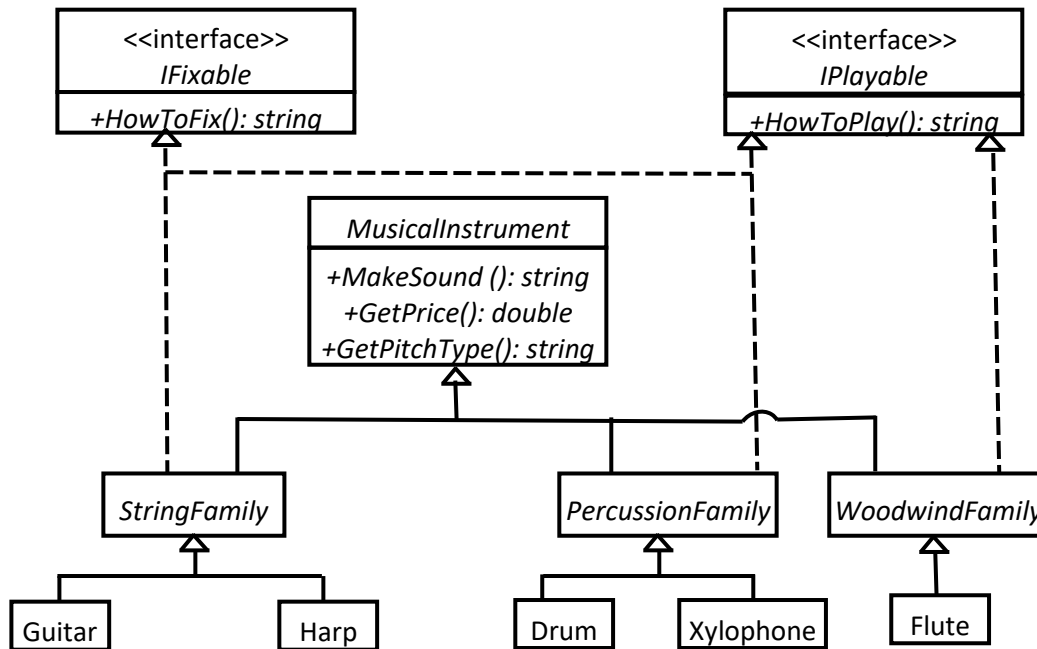 <<interface>>
IFixable
+HowToFix(): string
<<interface>>
IPlayable
+HowToPlay(): string
MusicalInstrument
+MakeSound (): string
+GetPrice(): double
+GetPitchType(): string
StringFamily
PercussionFamily
WoodwindFamily
Guitar
Harp
Drum
Xylophone
Flute